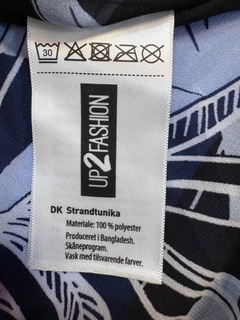 30
UP2FASHION
DK Strandtunika
Materiale: 100 % polyester
Produceret i Bangladesh.
Skåneprogram.
Vask med tilsvarende farver.